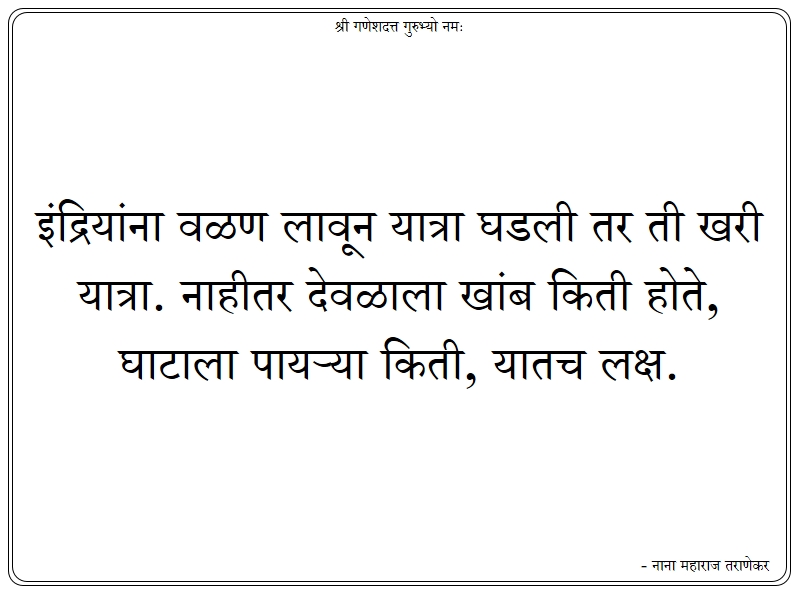 श्री गणेशदत्त गुरुभ्यो नमः
इंद्रियांना वळण लावून यात्रा घडली तर ती खरी
यात्रा. नाहीतर देवळाला खांब किती होते,
घाटाला पायऱ्या किती, यातच लक्ष.
- नाना महाराज तराणेकर